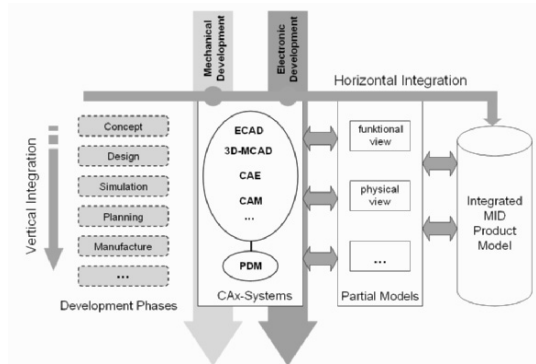 Mechanical
Development
Electronic
Development
Horizontal Integration
Vertical Integration
Concept
Design
Simulation
Planning
Manufacture
...
Development Phases
ECAD
3D-MCAD
CAE
CAM
...
PDM
CAx-Systems
funktional
view
physical
view
...
Partial Models
Integrated
MID
Product
Model